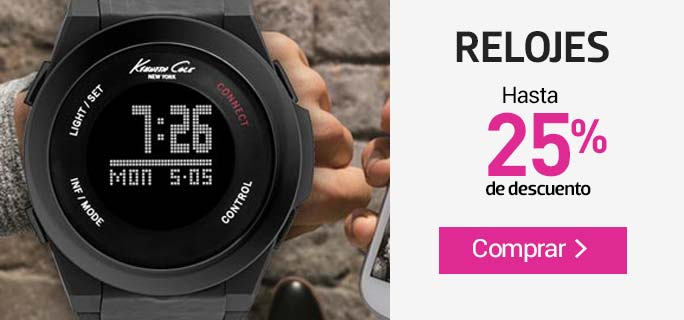 Kenneth Cole
NEW YORK
LIGHT / SET
CONNECT
7:26
MON 5-05
INF / MODE
CONTROL
RELOJES
Hasta
25%
de descuento
Comprar >